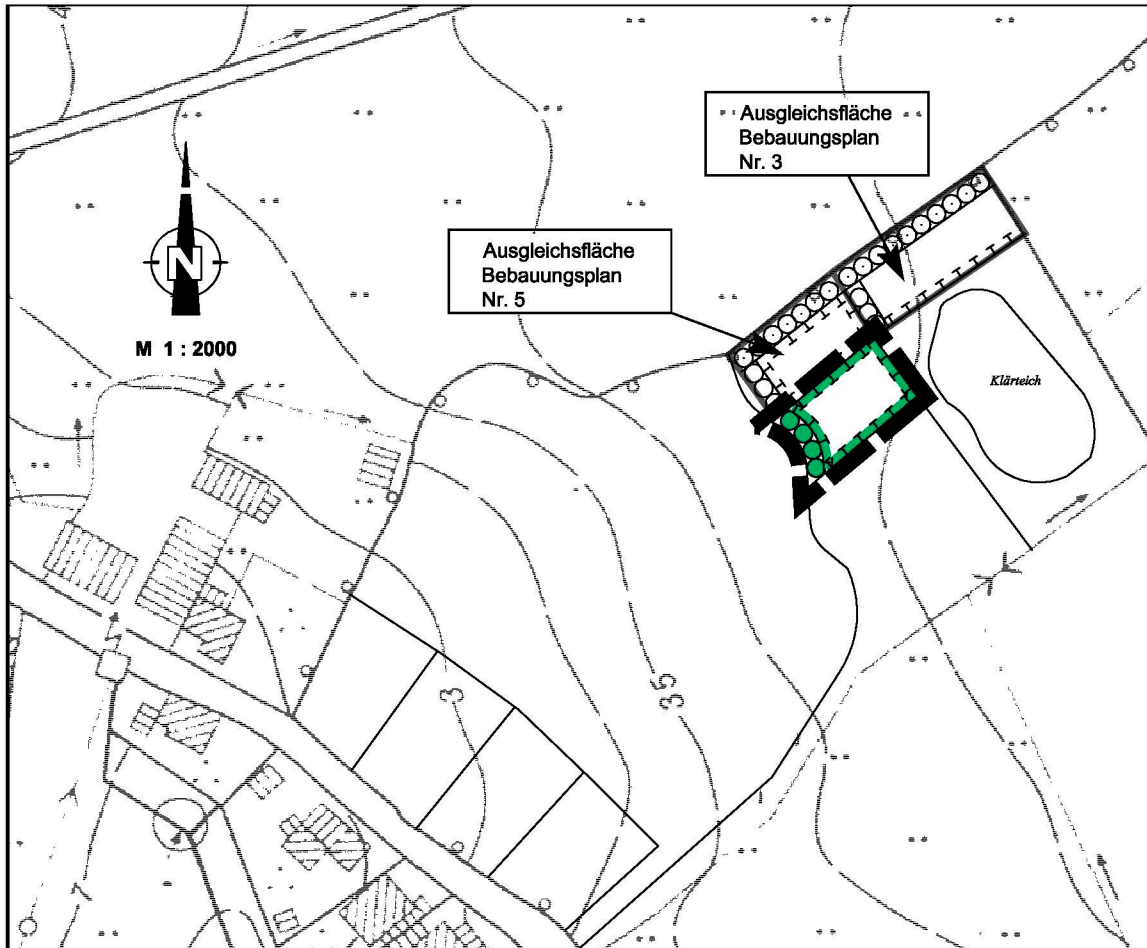 Ausgleichsfläche
Bebauungsplan
Nr. 3
Ausgleichsfläche
Bebauungsplan
Nr. 5
N
M 1 : 2000
Klärteich
3
35